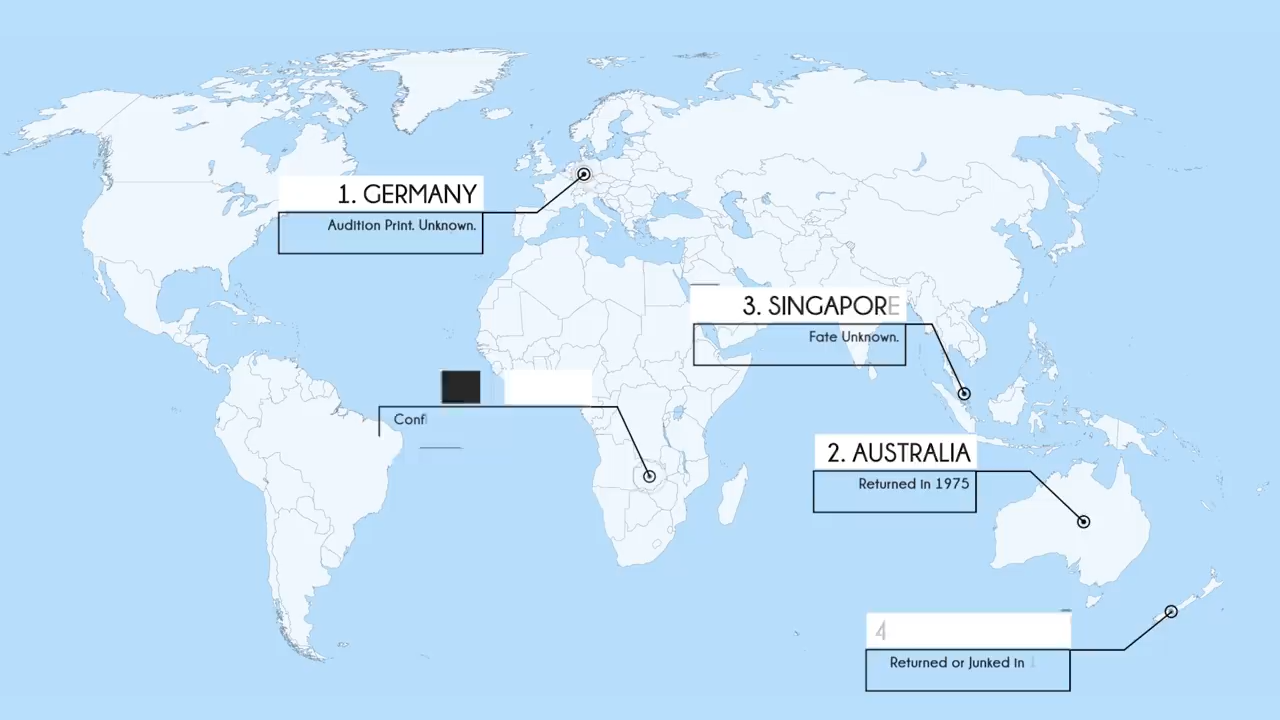 1. GERMANY
Audition Print. Unknown.
3. SINGAPORE
Fate Unknown.
Conf
2. AUSTRALIA
Returned in 1975
4
Returned or Junked in